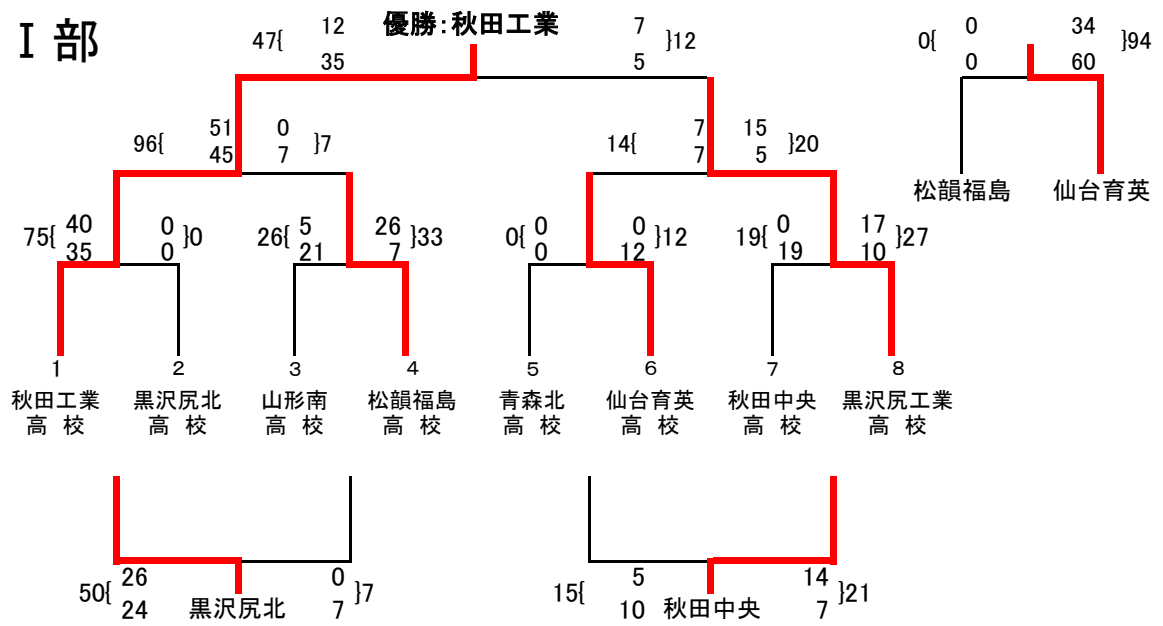 Ⅰ部
優勝:秋田工業
47{ 12 7 }12
35 5
0{ 0 34 }94
0 60
松韻福島 仙台育英
96{ 51 0 }7
45 7
14{ 7 15 }20
7 5
75{ 40 0 }0
35 0
26{ 5 26 }33
21 7
0{ 0 0 }12
0 12
19{ 0 17 }27
19 10
1 2 3 4 5 6 7 8
秋田工業 黒沢尻北 山形南 松韻福島 青森北 仙台育英 秋田中央 黒沢尻工業
高校 高校 高校 高校 高校 高校 高校 高校
50{ 26 0 }7
24 黒沢尻北 7
15{ 5 14 }21
10 秋田中央 7